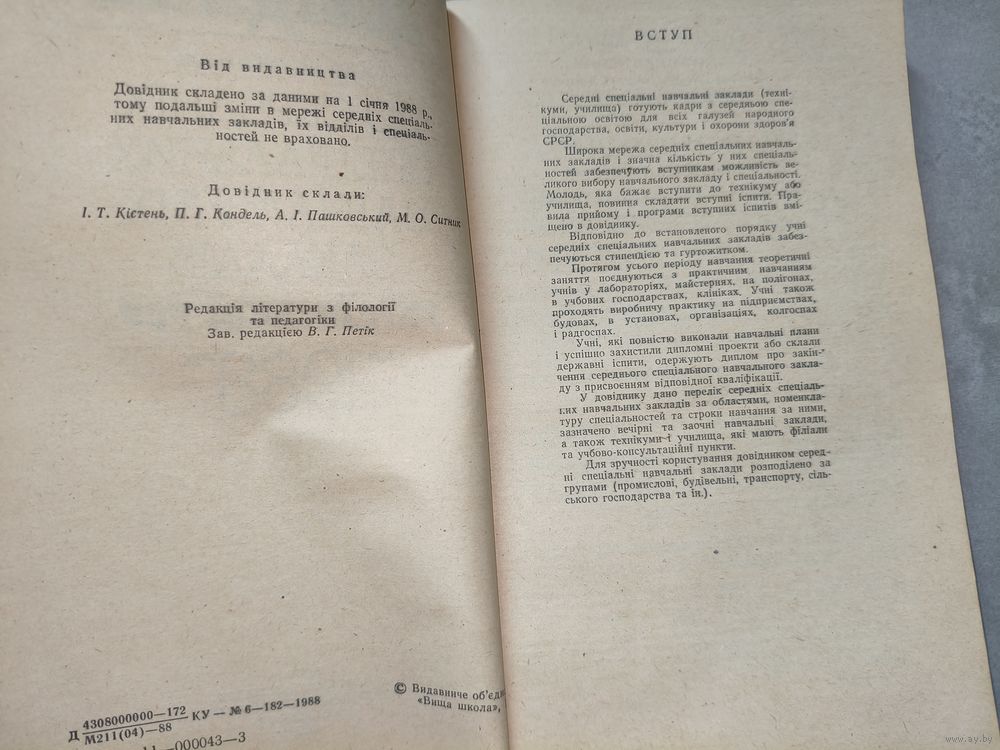 Від видавництва
Довідник складено за даними на 1 січня 1988 р.,
тому подальші зміни в мережі середніх спеціаль-
них навчальних закладів, їх відділів і спеціаль-
ностей не враховано.
Довідник склали:
І. Т. Кістень, П. Г. Кондель, А. І. Пашковський, М. О. Ситник
Редакція літератури з філології
та педагогіки
Зав. редакцією В. Г. Петік
Д 4308000000—172
М211(04)—88
КУ — № 6—182—1988
—000043—3
© Видавниче об'єдн
«Вища школа»,
ВСТУП
Середні спеціальні навчальні заклади (техні-
куми, училища) готують кадри з середньою спе-
ціальною освітою для всіх галузей народного
господарства, освіти, культури і охорони здоров'я
СРСР.
Широка мережа середніх спеціальних навчаль-
них закладів і значна кількість у них спеціаль-
ностей забезпечують вступникам можливість ве-
ликого вибору навчального закладу і спеціальності.
Молодь, яка бажає вступити до технікуму або
училища, повинна складати вступні іспити. Пра-
вила прийому і програми вступних іспитів вмі-
щено в довіднику.
Відповідно до встановленого порядку учні
середніх спеціальних навчальних закладів забез-
печуються стипендією та гуртожитком.
Протягом усього періоду навчання теоретичні
заняття поєднуються з практичним навчанням
учнів у лабораторіях, майстернях, на полігонах,
в учбових господарствах, клініках. Учні також
проходять виробничу практику на підприємствах,
будовах, в установах, організаціях, колгоспах
і радгоспах.
Учні, які повністю виконали навчальні плани
і успішно захистили дипломні проекти або склали
державні іспити, одержують диплом про закін-
чення середнього спеціального навчального закла-
ду з присвоєнням відповідної кваліфікації.
У довіднику дано перелік середніх спеціаль-
них навчальних закладів за областями, номенкла-
туру спеціальностей та строки навчання за ними,
зазначено вечірні та заочні навчальні заклади,
а також технікуми і училища, які мають філіали
та учбово-консультаційні пункти.
Для зручності користування довідником серед-
ні спеціальні навчальні заклади розподілено за
групами (промислові, будівельні, транспорту, сіль-
ського господарства та ін.).
www.ay.by